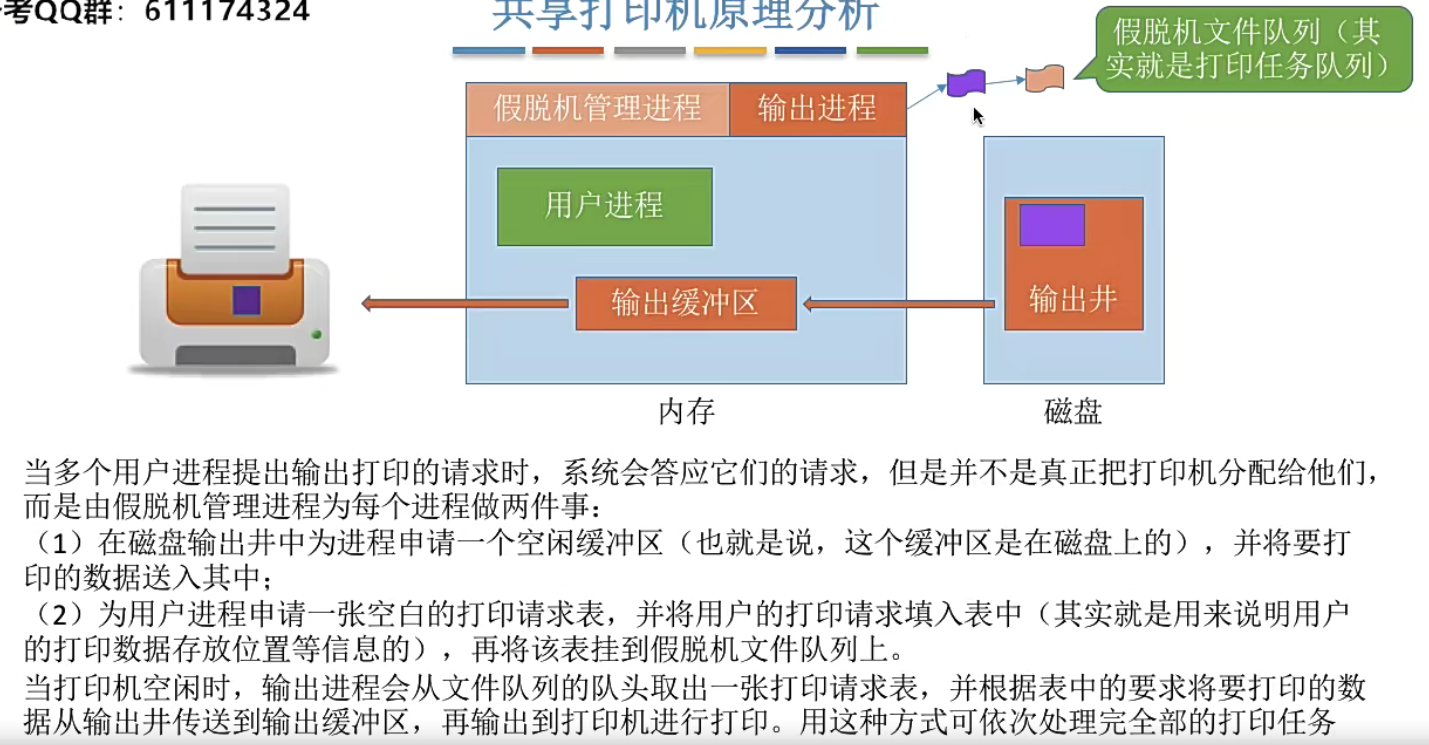 考QQ群：611174324
共享打印机原理分析
假脱机文件队列（其
实就是打印任务队列）
假脱机管理进程
输出进程
用户进程
输出缓冲区
输出井
内存
磁盘
当多个用户进程提出输出打印的请求时，系统会答应它们的请求，但是并不是真正把打印机分配给他们，
而是由假脱机管理进程为每个进程做两件事：
（1）在磁盘输出井中为进程申请一个空闲缓冲区（也就是说，这个缓冲区是在磁盘上的），并将要打
印的数据送入其中；
（2）为用户进程申请一张空白的打印请求表，并将用户的打印请求填入表中（其实就是用来说明用户
的打印数据存放位置等信息的），再将该表挂到假脱机文件队列上。
当打印机空闲时，输出进程会从文件队列的队头取出一张打印请求表，并根据表中的要求将要打印的数
据从输出井传送到输出缓冲区，再输出到打印机进行打印。用这种方式可依次处理完全部的打印任务